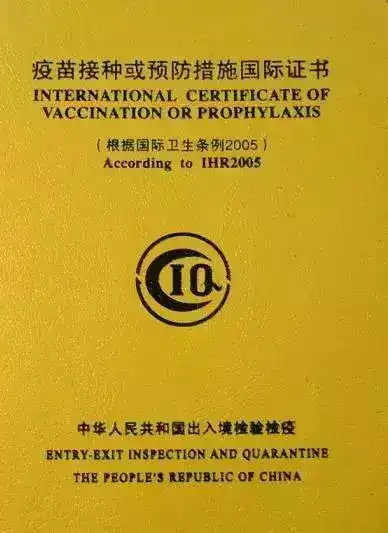 疫苗接种或预防措施国际证书
INTERNATIONAL CERTIFICATE OF
VACCINATION OR PROPHYLAXIS
(根据国际卫生条例2005)
According to IHR2005
CIQ
中华人民共和国出入境检验检疫
ENTRY-EXIT INSPECTION AND QUARANTINE
THE PEOPLE'S REPUBLIC OF CHINA